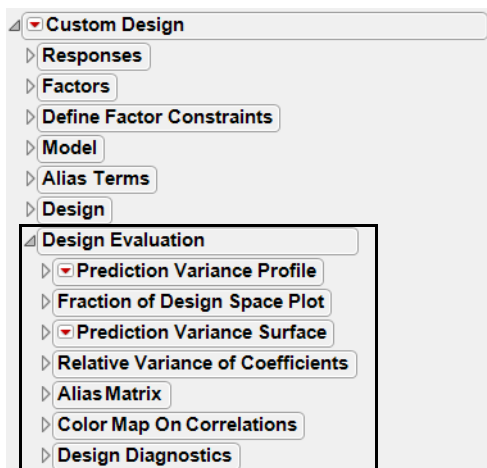 Custom Design
Responses
Factors
Define Factor Constraints
Model
Alias Terms
Design
Design Evaluation
Prediction Variance Profile
Fraction of Design Space Plot
Prediction Variance Surface
Relative Variance of Coefficients
Alias Matrix
Color Map On Correlations
Design Diagnostics